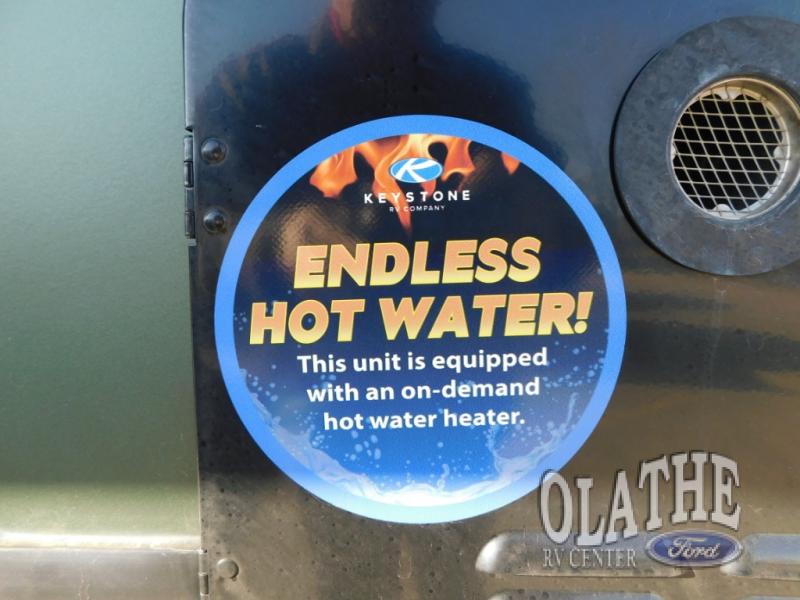 KEYSTONE
RV COMPANY
ENDLESS
HOT WATER!
This unit is equipped
with an on-demand
hot water heater.
OLATHE
RV CENTER
Ford